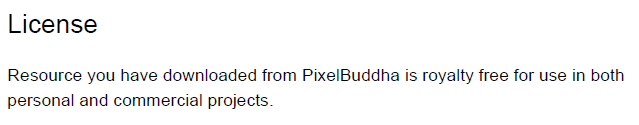 License
Resource you have downloaded from PixelBuddha is royalty free for use in both
personal and commercial projects.